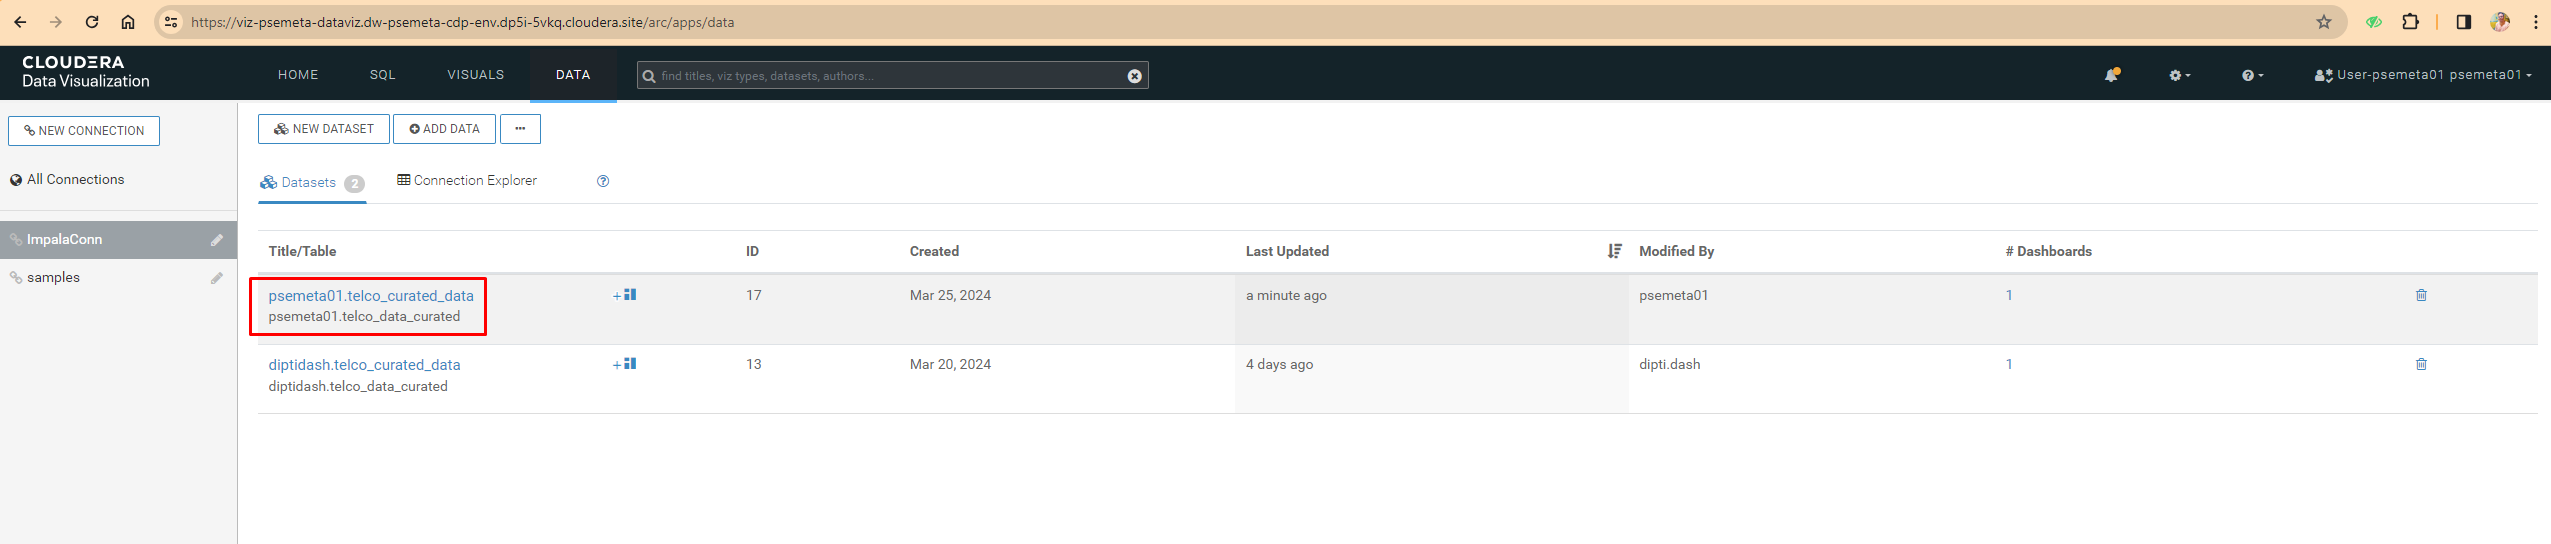 https://viz-psemeta-dataviz.dw-psemeta-cdp-env.dp5i-5vkq.cloudera.site/arc/apps/data
CLOUDERA
Data Visualization
HOME SQL VISUALS DATA find titles, viz types, datasets, authors... User-psemeta01 psemeta01
NEW CONNECTION
NEW DATASET ADD DATA ...
All Connections
Datasets 2 Connection Explorer
ImpalaConn
samples
Title/Table ID Created Last Updated Modified By # Dashboards
psemeta01.telco_curated_data 17 Mar 25, 2024 a minute ago psemeta01 1
psemeta01.telco_data_curated
diptidash.telco_curated_data 13 Mar 20, 2024 4 days ago dipti.dash 1
diptidash.telco_data_curated